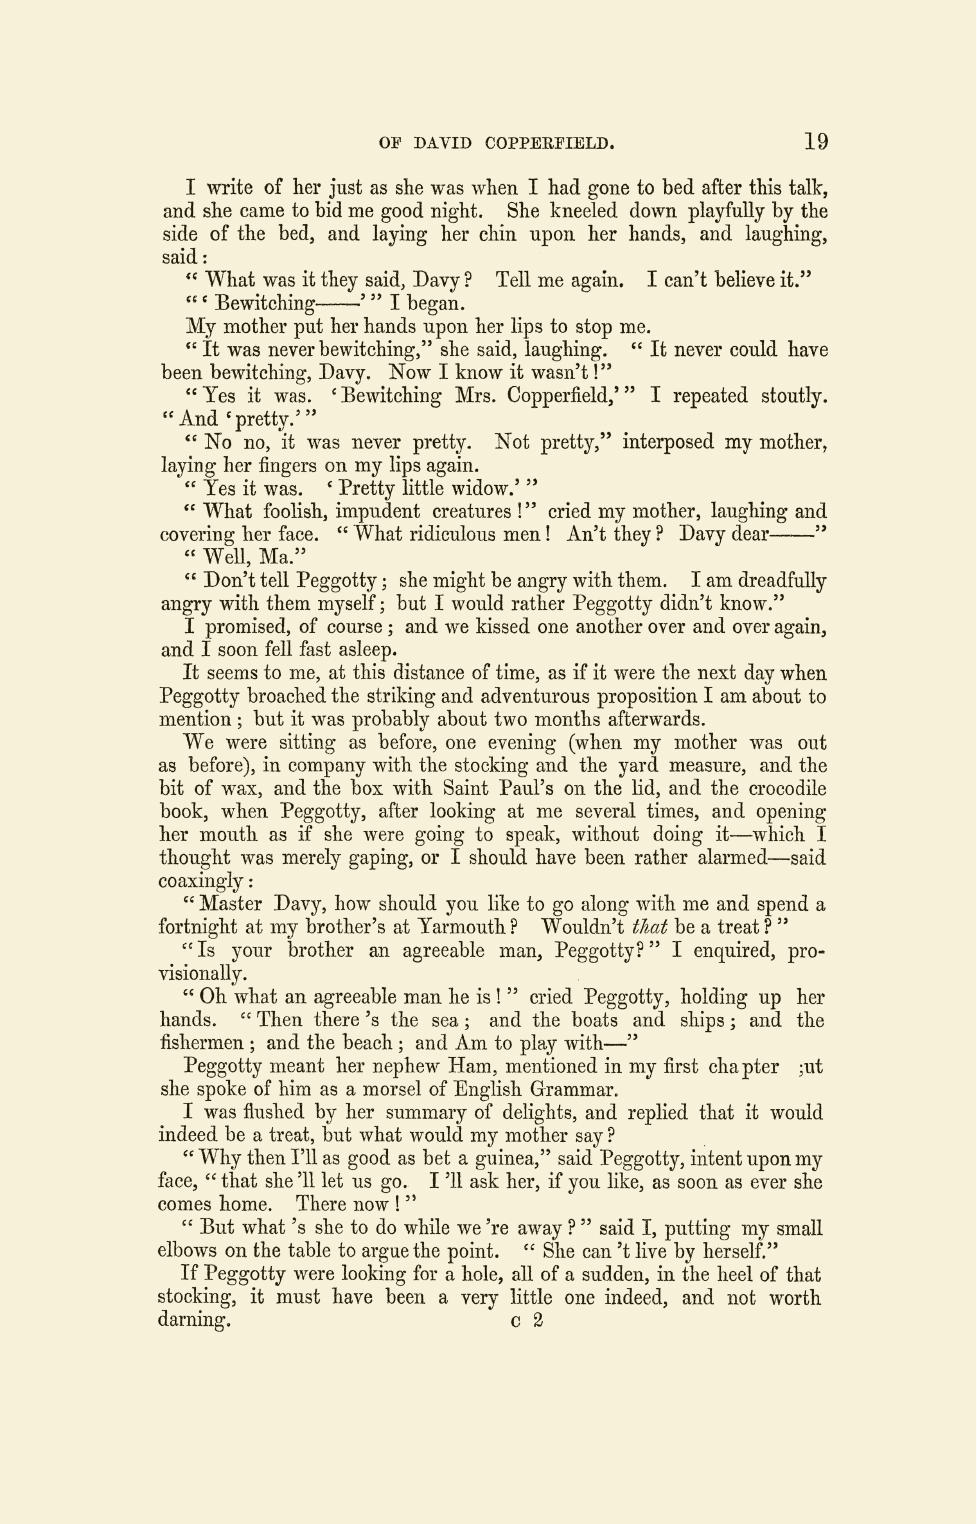 OF DAVID COPPERFIELD. 19
I write of her just as she was when I had gone to bed after this talk,
and she came to bid me good night. She kneeled down playfully by the
side of the bed, and laying her chin upon her hands, and laughing,
said :
“ What was it they said, Davy ? Tell me again. I can’t believe it.”
“ ‘ Bewitching——’ ” I began.
My mother put her hands upon her lips to stop me.
“ It was never bewitching,” she said, laughing. “ It never could have
been bewitching, Davy. Now I know it wasn’t !”
“ Yes it was. ‘ Bewitching Mrs. Copperfield,’ ” I repeated stoutly.
“ And ‘ pretty.’ ”
“ No no, it was never pretty. Not pretty,” interposed my mother,
laying her fingers on my lips again.
“ Yes it was. ‘ Pretty little widow.’ ”
“ What foolish, impudent creatures !” cried my mother, laughing and
covering her face. “ What ridiculous men ! An’t they ? Davy dear——”
“ Well, Ma.”
“ Don’t tell Peggotty ; she might be angry with them. I am dreadfully
angry with them myself ; but I would rather Peggotty didn’t know.”
I promised, of course ; and we kissed one another over and over again,
and I soon fell fast asleep.
It seems to me, at this distance of time, as if it were the next day when
Peggotty broached the striking and adventurous proposition I am about to
mention ; but it was probably about two months afterwards.
We were sitting as before, one evening (when my mother was out
as before), in company with the stocking and the yard measure, and the
bit of wax, and the box with Saint Paul’s on the lid, and the crocodile
book, when Peggotty, after looking at me several times, and opening
her mouth as if she were going to speak, without doing it—which I
thought was merely gaping, or I should have been rather alarmed—said
coaxingly :
“ Master Davy, how should you like to go along with me and spend a
fortnight at my brother’s at Yarmouth ? Wouldn’t that be a treat ? ”
“ Is your brother an agreeable man, Peggotty ? ” I enquired, pro-
visionally.
“ Oh what an agreeable man he is ! ” cried Peggotty, holding up her
hands. “ Then there ’s the sea ; and the boats and ships ; and the
fishermen ; and the beach ; and Am to play with—”
Peggotty meant her nephew Ham, mentioned in my first chapter ;ut
she spoke of him as a morsel of English Grammar.
I was flushed by her summary of delights, and replied that it would
indeed be a treat, but what would my mother say ?
“ Why then I’ll as good as bet a guinea,” said Peggotty, intent upon my
face, “ that she ’ll let us go. I ’ll ask her, if you like, as soon as ever she
comes home. There now ! ”
“ But what ’s she to do while we ’re away ? ” said I, putting my small
elbows on the table to argue the point. “ She can ’t live by herself.”
If Peggotty were looking for a hole, all of a sudden, in the heel of that
stocking, it must have been a very little one indeed, and not worth
darning. C 2